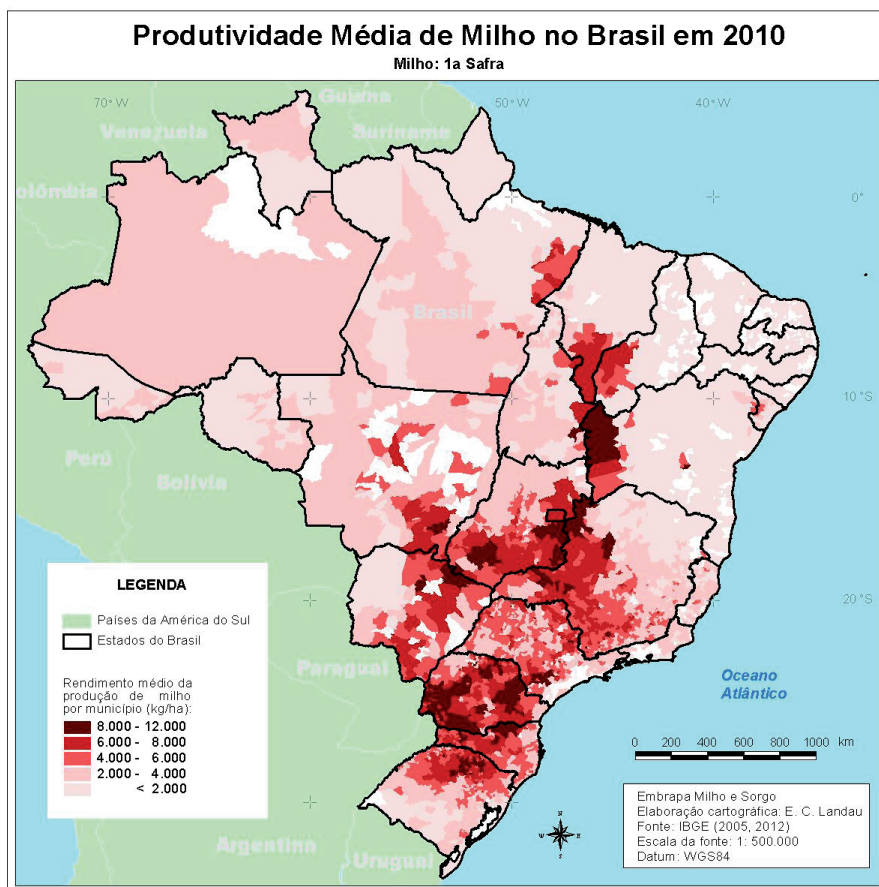 Produtividade Média de Milho no Brasil em 2010
Milho: 1a Safra
70° W
50° W
40° W
Guiana
Venezuela
Suriname
olômbia
0°
Brasil
10° S
Perú
Bolívia
LEGENDA
Países da América do Sul
Estados do Brasil
20° S
Paraguai
Rendimento médio da
produção de milho
por município (kg/ha):
8.000 - 12.000
6.000 - 8.000
4.000 - 6.000
2.000 - 4.000
< 2.000
Oceano
Atlântico
0 200 400 600 800 1000 km
N
W E
S
Embrapa Milho e Sorgo
Elaboração cartográfica: E. C. Landau
Fonte: IBGE (2005, 2012)
Escala da fonte: 1: 500.000
Datum: WGS84
Argentina
Uruguai